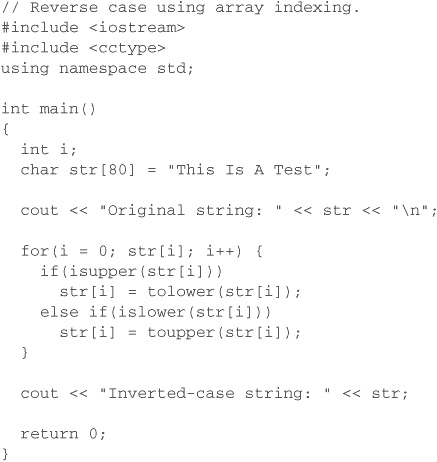 // Reverse case using array indexing.
#include <iostream>
#include <cctype>
using namespace std;

int main()
{
  int i;
  char str[80] = "This Is A Test";

  cout << "Original string: " << str << "\n";

  for(i = 0; str[i]; i++) {
    if(isupper(str[i]))
      str[i] = tolower(str[i]);
    else if(islower(str[i]))
      str[i] = toupper(str[i]);
  }

  cout << "Inverted-case string: " << str;

  return 0;
}